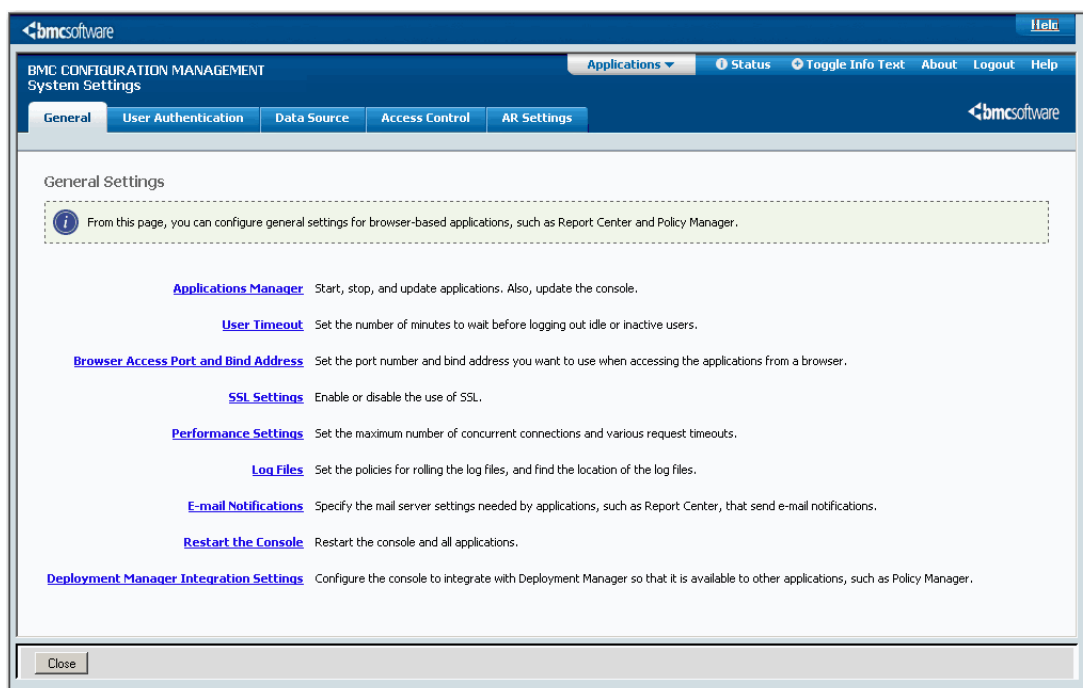 bmcsoftware
Help
BMC CONFIGURATION MANAGEMENT
System Settings
Applications
Status
Toggle Info Text
About
Logout
Help
General
User Authentication
Data Source
Access Control
AR Settings
bmcsoftware
General Settings
i From this page, you can configure general settings for browser-based applications, such as Report Center and Policy Manager.
Applications Manager Start, stop, and update applications. Also, update the console.
User Timeout Set the number of minutes to wait before logging out idle or inactive users.
Browser Access Port and Bind Address Set the port number and bind address you want to use when accessing the applications from a browser.
SSL Settings Enable or disable the use of SSL.
Performance Settings Set the maximum number of concurrent connections and various request timeouts.
Log Files Set the policies for rolling the log files, and find the location of the log files.
E-mail Notifications Specify the mail server settings needed by applications, such as Report Center, that send e-mail notifications.
Restart the Console Restart the console and all applications.
Deployment Manager Integration Settings Configure the console to integrate with Deployment Manager so that it is available to other applications, such as Policy Manager.
Close